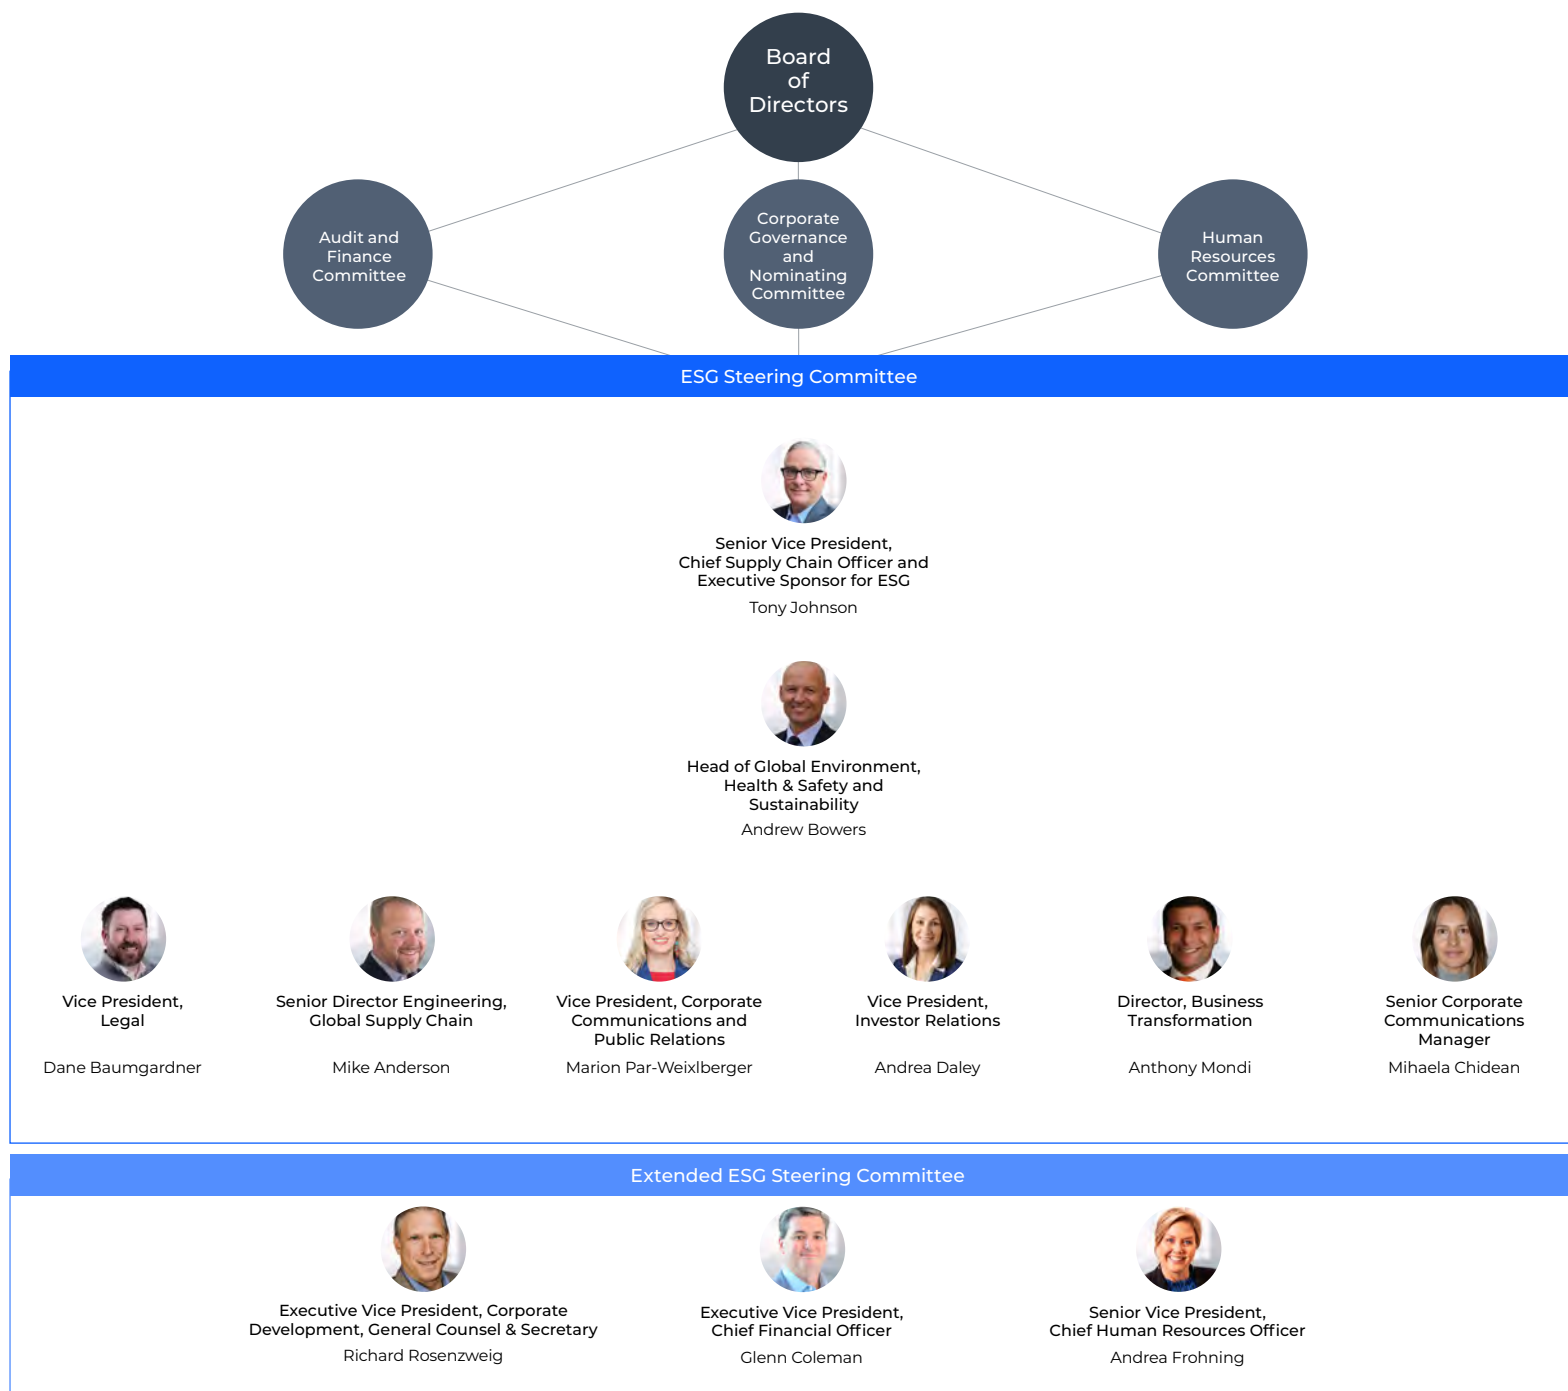 Board
of
Directors
Audit and
Finance
Committee
Corporate
Governance
and
Nominating
Committee
Human
Resources
Committee
ESG Steering Committee
Senior Vice President,
Chief Supply Chain Officer and
Executive Sponsor for ESG
Tony Johnson
Head of Global Environment,
Health & Safety and
Sustainability
Andrew Bowers
Vice President,
Legal
Dane Baumgardner
Senior Director Engineering,
Global Supply Chain
Mike Anderson
Vice President, Corporate
Communications and
Public Relations
Marion Par-Weixlberger
Vice President,
Investor Relations
Andrea Daley
Director, Business
Transformation
Anthony Mondi
Senior Corporate
Communications
Manager
Mihaela Chidean
Extended ESG Steering Committee
Executive Vice President, Corporate
Development, General Counsel & Secretary
Richard Rosenzweig
Executive Vice President,
Chief Financial Officer
Glenn Coleman
Senior Vice President,
Chief Human Resources Officer
Andrea Frohning